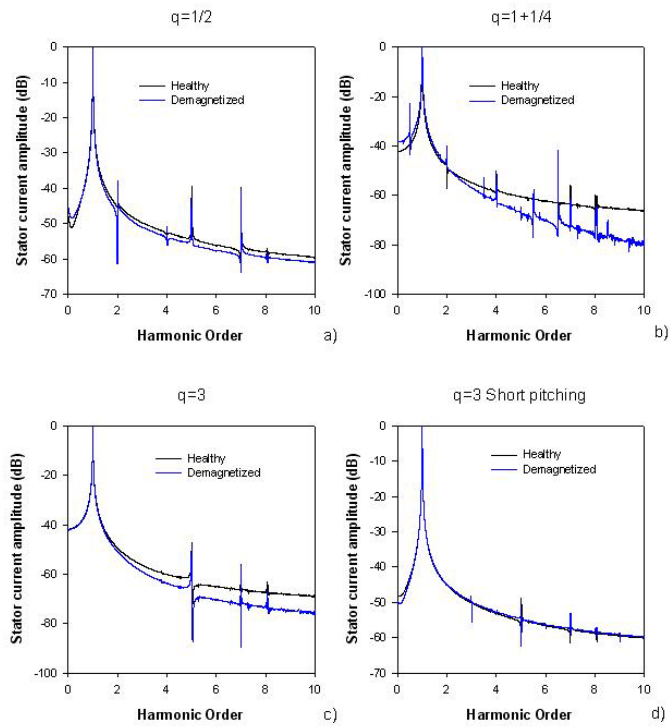 q=1/2
0
-10
-20
-30
-40
-50
-60
-70
Stator current amplitude (dB)
Healthy
Demagnetized
0 2 4 6 8 10
Harmonic Order
a)
q=1+1/4
0
-20
-40
-60
-80
-100
Stator current amplitude (dB)
Healthy
Demagnetized
0 2 4 6 8 10
Harmonic Order
b)
q=3
0
-20
-40
-60
-80
-100
Stator current amplitude (dB)
Healthy
Demagnetized
0 2 4 6 8 10
Harmonic Order
c)
q=3 Short pitching
0
-10
-20
-30
-40
-50
-60
-70
Stator current amplitude (dB)
Healthy
Demagnetized
0 2 4 6 8 10
Harmonic Order
d)